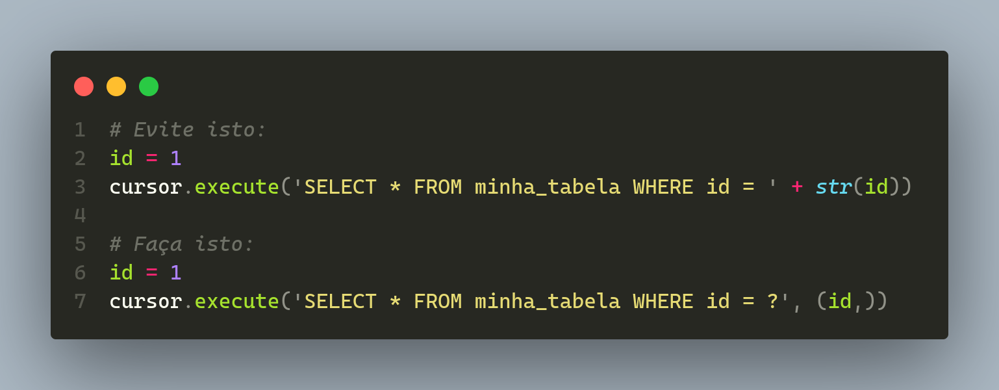 1 # Evite isto:
2 id = 1
3 cursor.execute('SELECT * FROM minha_tabela WHERE id = ' + str(id))
4
5 # Faça isto:
6 id = 1
7 cursor.execute('SELECT * FROM minha_tabela WHERE id = ?', (id,))